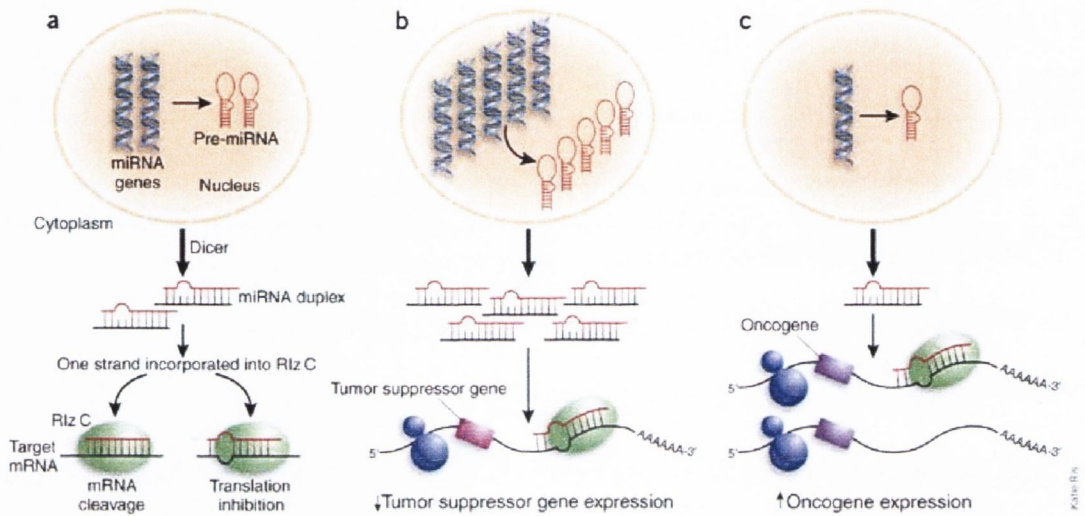 a
Pre-miRNA
miRNA
genes
Nucleus
Cytoplasm
Dicer
miRNA duplex
One strand incorporated into RIz C
RIz C
Target
mRNA
mRNA
cleavage
Translation
inhibition
b
Tumor suppressor gene
5'
AAAAAA-3'
↓Tumor suppressor gene expression
c
Oncogene
5'
AAAAAA-3'
5'
AAAAAA-3'
↑Oncogene expression